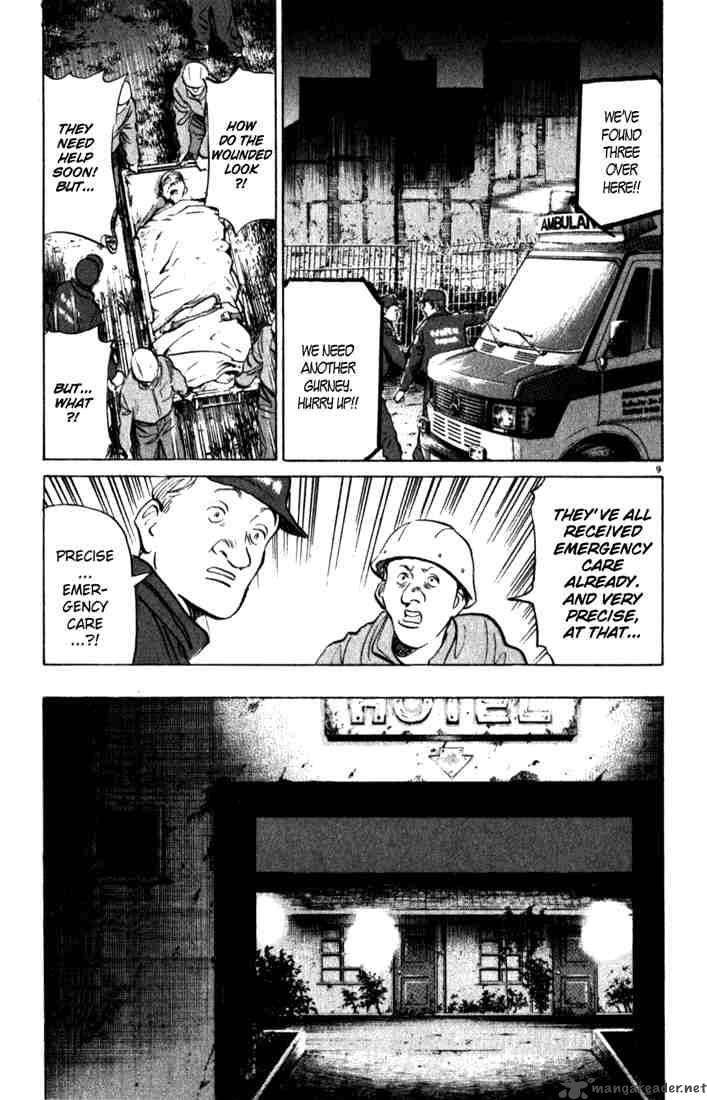 WE'VE
FOUND
THREE
OVER
HERE!!
AMBULAN
WE NEED
ANOTHER
GURNEY.
HURRY UP!!
HOW
DO THE
WOUNDED
LOOK
?!
THEY
NEED
HELP
SOON!
BUT...
BUT...
WHAT
?!
9
THEY'VE ALL
RECEIVED
EMERGENCY
CARE
ALREADY.
AND VERY
PRECISE,
AT THAT...
PRECISE
...
EMER-
GENCY
CARE
...?!
HOTEL
mangareader.net